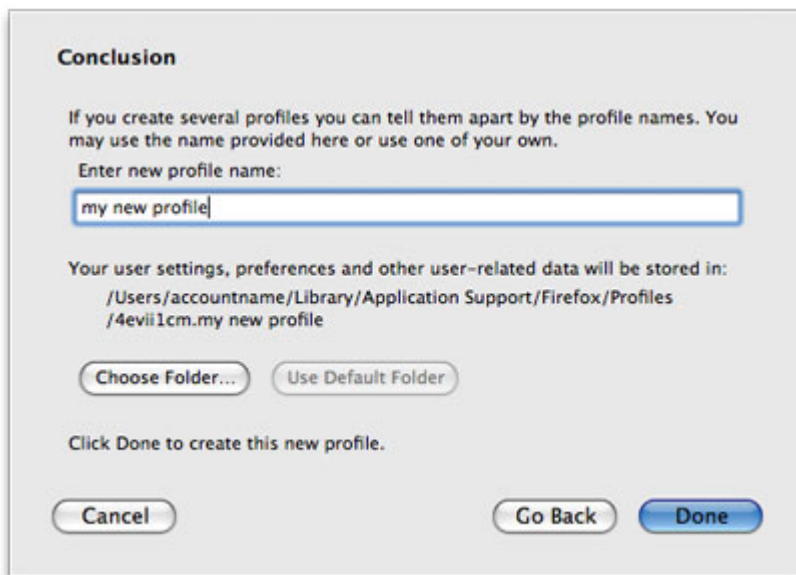 Conclusion
If you create several profiles you can tell them apart by the profile names. You
may use the name provided here or use one of your own.
Enter new profile name:
my new profile
Your user settings, preferences and other user-related data will be stored in:
/Users/accountname/Library/Application Support/Firefox/Profiles
/4evii1cm.my new profile
Choose Folder... Use Default Folder
Click Done to create this new profile.
Cancel Go Back Done